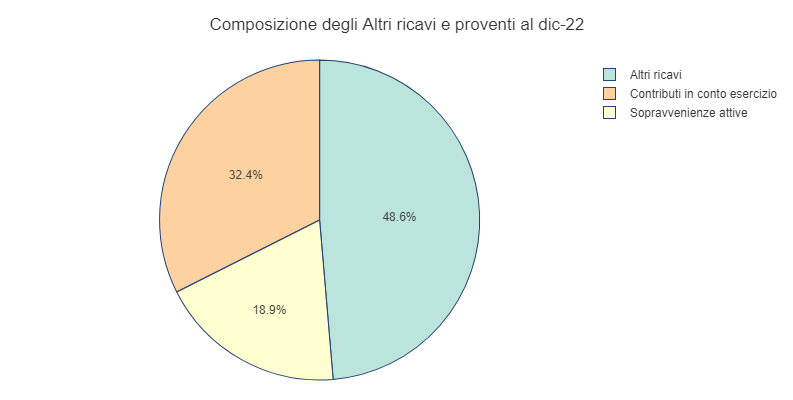 Composizione degli Altri ricavi e proventi al dic-22
Altri ricavi
Contributi in conto esercizio
Sopravvenienze attive
32.4%
48.6%
18.9%